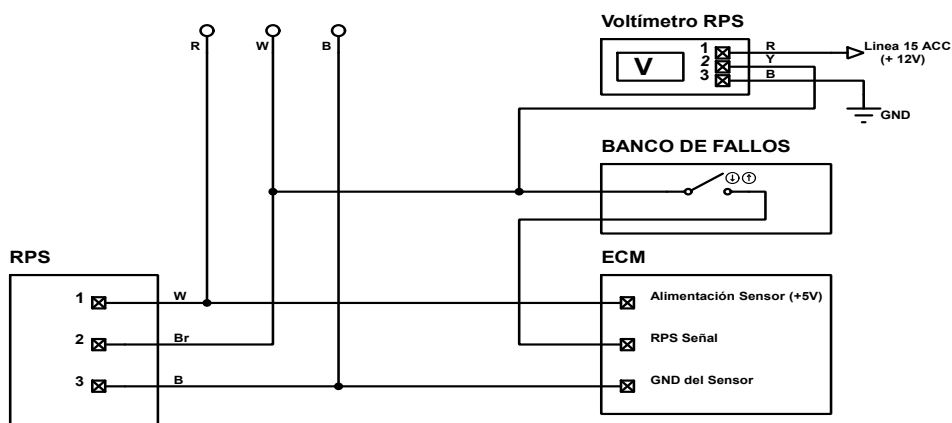 Voltímetro RPS
R
W
B
V
1
2
3
R
Y
B
Linea 15 ACC
(+ 12V)
GND
BANCO DE FALLOS
RPS
ECM
1
W
Alimentación Sensor (+5V)
2
Br
RPS Señal
3
B
GND del Sensor